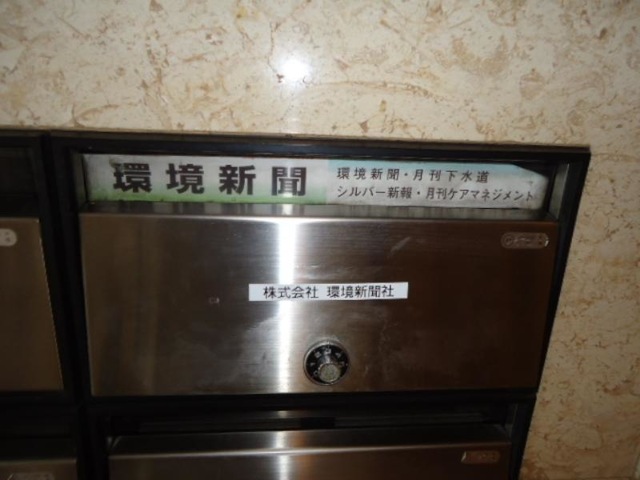 環境新聞
環境新聞・月刊下水道
シルバー新報・月刊ケアマネジメント
株式会社 環境新聞社